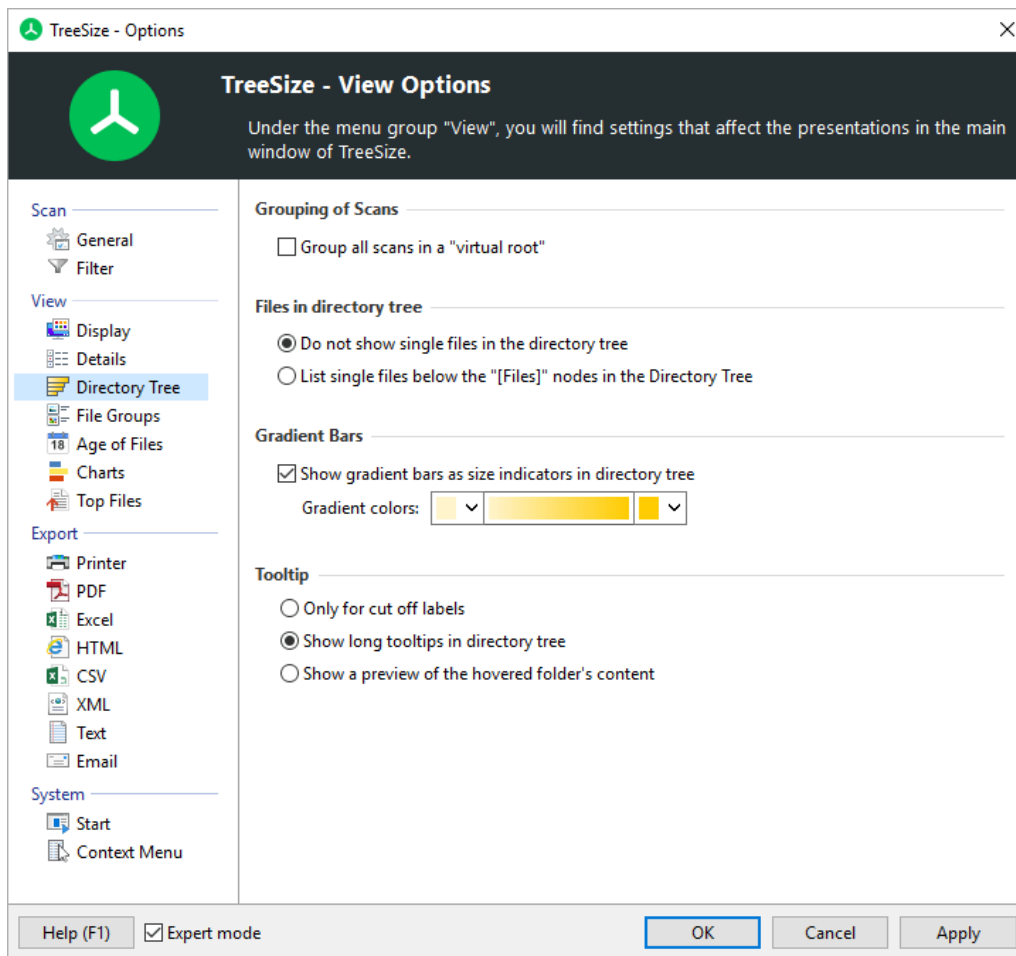 TreeSize - Options
TreeSize - View Options
Under the menu group "View", you will find settings that affect the presentations in the main
window of TreeSize.
Scan
General
Filter
View
Display
Details
Directory Tree
File Groups
18
Age of Files
Charts
Top Files
Export
Printer
PDF
Excel
HTML
CSV
XML
Text
Email
System
Start
Context Menu
Grouping of Scans
Group all scans in a "virtual root"
Files in directory tree
Do not show single files in the directory tree
List single files below the "[Files]" nodes in the Directory Tree
Gradient Bars
Show gradient bars as size indicators in directory tree
Gradient colors:
Tooltip
Only for cut off labels
Show long tooltips in directory tree
Show a preview of the hovered folder's content
Help (F1)
Expert mode
OK
Cancel
Apply